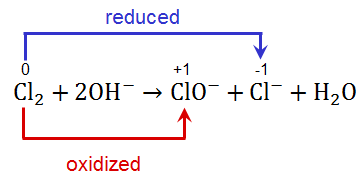 reduced
0 +1 -1
Cl₂ + 2OH⁻ → ClO⁻ + Cl⁻ + H₂O
oxidized